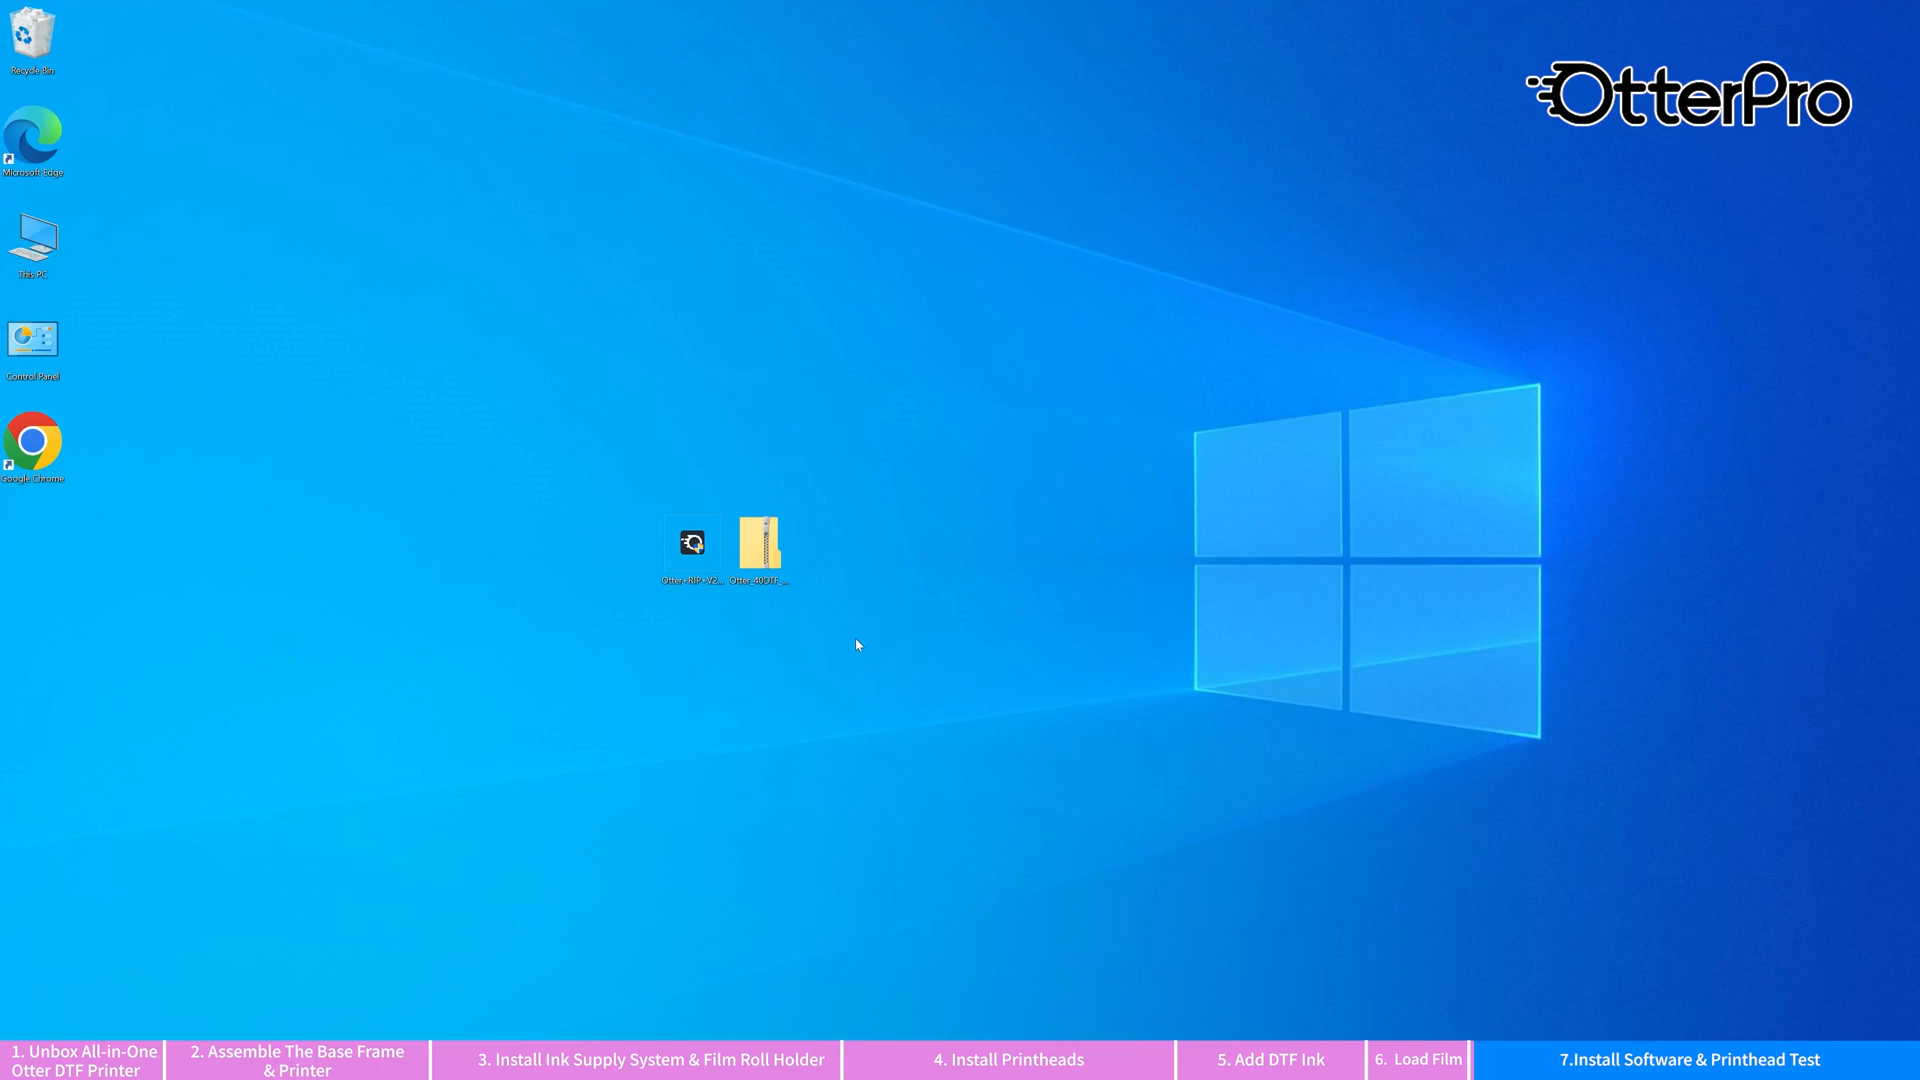 Recycle Bin
OtterPro
Microsoft Edge
This PC
Control Panel
Google Chrome
Otter+RIP+V2...
Otter_40DTF_...
1. Unbox All-in-One
Otter DTF Printer
2. Assemble The Base Frame
& Printer
3. Install Ink Supply System & Film Roll Holder
4. Install Printheads
5. Add DTF Ink
6. Load Film
7.Install Software & Printhead Test